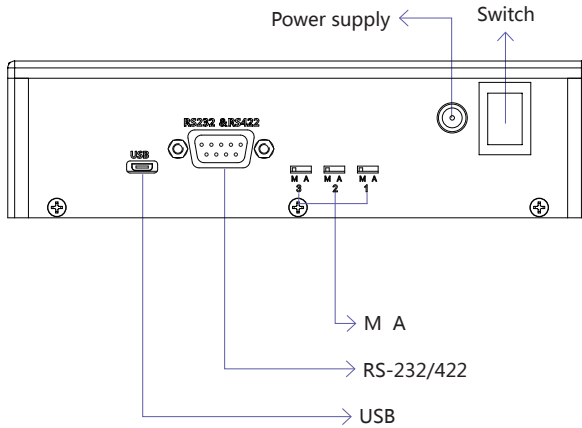 Power supply
Switch
RS232 &RS422
USB
M A M A M A
3 2 1
M A
RS-232/422
USB